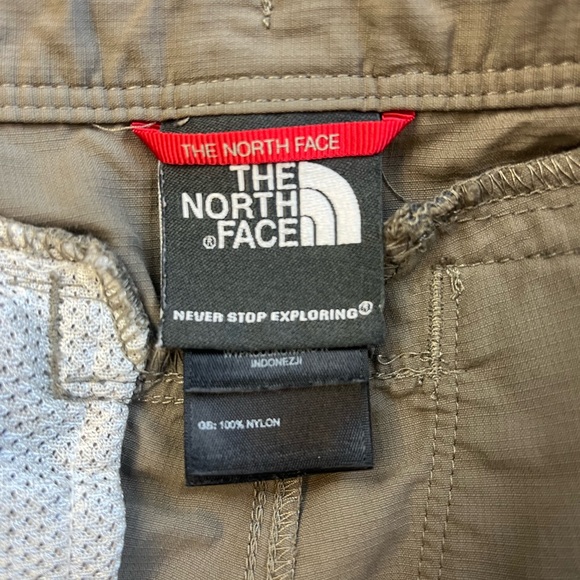 THE NORTH FACE
THE
NORTH
®FACE
NEVER STOP EXPLORING®
INDONEZJI
GB: 100% NYLON